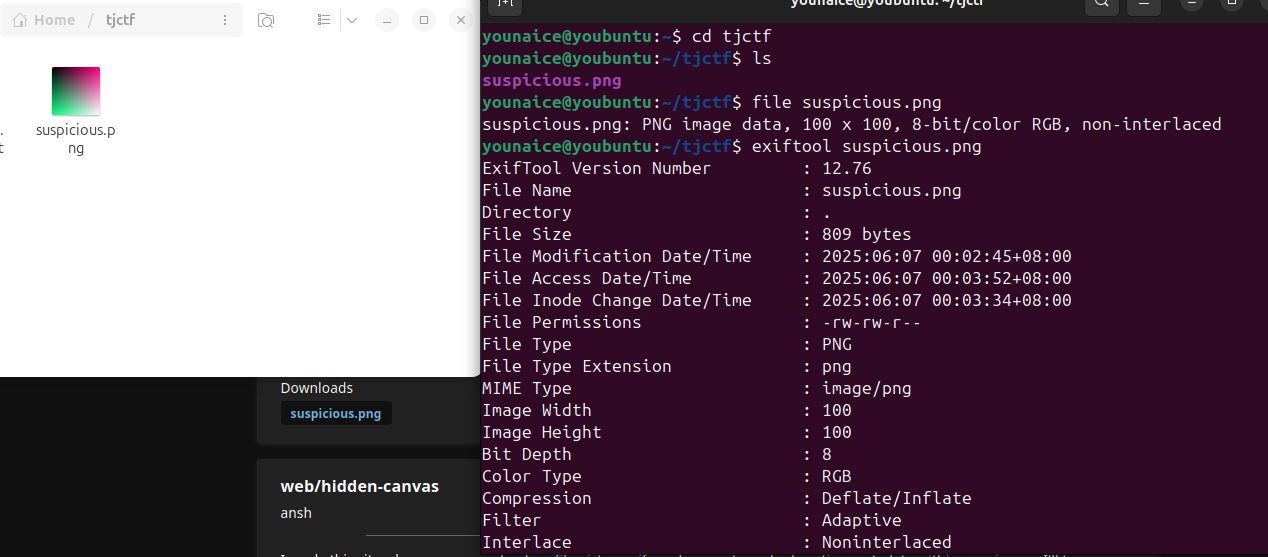 Home / tjctf
suspicious.p
ng
Downloads
suspicious.png
web/hidden-canvas
ansh
younaice@youbuntu: ~/tjctf
younaice@youbuntu:~$ cd tjctf
younaice@youbuntu:~/tjctf$ ls
suspicious.png
younaice@youbuntu:~/tjctf$ file suspicious.png
suspicious.png: PNG image data, 100 x 100, 8-bit/color RGB, non-interlaced
younaice@youbuntu:~/tjctf$ exiftool suspicious.png
ExifTool Version Number : 12.76
File Name : suspicious.png
Directory : .
File Size : 809 bytes
File Modification Date/Time : 2025:06:07 00:02:45+08:00
File Access Date/Time : 2025:06:07 00:03:52+08:00
File Inode Change Date/Time : 2025:06:07 00:03:34+08:00
File Permissions : -rw-rw-r--
File Type : PNG
File Type Extension : png
MIME Type : image/png
Image Width : 100
Image Height : 100
Bit Depth : 8
Color Type : RGB
Compression : Deflate/Inflate
Filter : Adaptive
Interlace : Noninterlaced